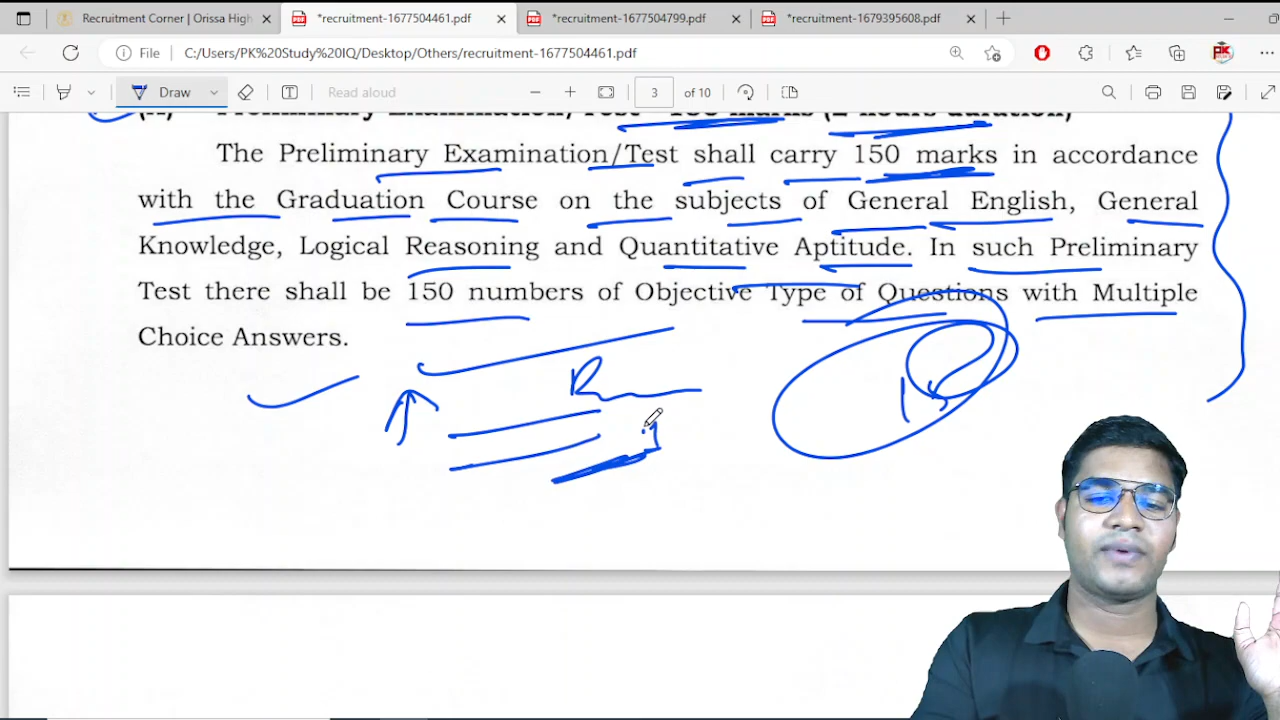 Recruitment Corner | Orissa High
*recruitment-1677504461.pdf
*recruitment-1677504799.pdf
*recruitment-1679395608.pdf
File
C:/Users/PK%20Study%20IQ/Desktop/Others/recruitment-1677504461.pdf
Draw
Read aloud
3
of 10
Preliminary Examination/Test
The Preliminary Examination/Test shall carry 150 marks in accordance
with the Graduation Course on the subjects of General English, General
Knowledge, Logical Reasoning and Quantitative Aptitude. In such Preliminary
Test there shall be 150 numbers of Objective Type of Questions with Multiple
Choice Answers.